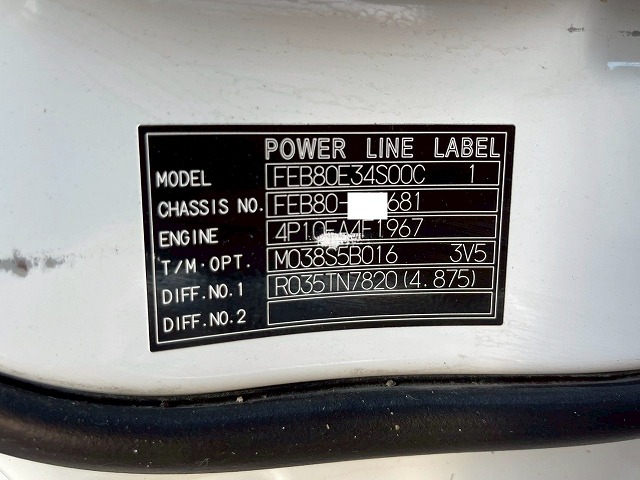 POWER LINE LABEL
MODEL FEB80E34S00C 1
CHASSIS NO. FEB80- 681
ENGINE
T/M.OPT. M038S5B016 3V5
DIFF.NO.1 R035TN7820(4.875)
DIFF.NO.2